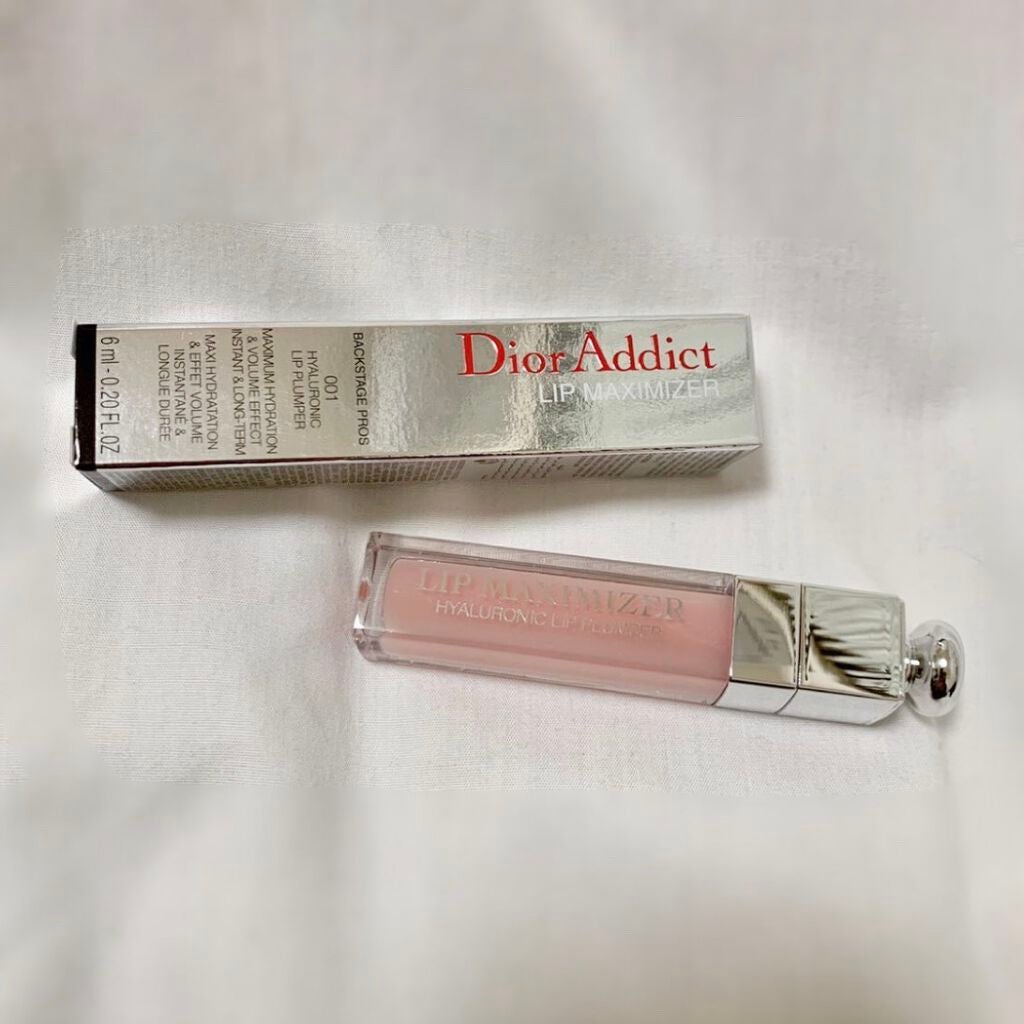 Dior Addict
LIP MAXIMIZER
BACKSTAGE PROS
001
HYALURONIC
LIP PLUMPER
MAXIMUM HYDRATION
& VOLUME EFFECT
INSTANT & LONG-TERM
MAXI HYDRATATION
& EFFET VOLUME
INSTANTANÉ &
LONGUE DURÉE
6 ml - 0.20 FL.OZ
LIP MAXIMIZER
HYALURONIC LIP PLUMPER